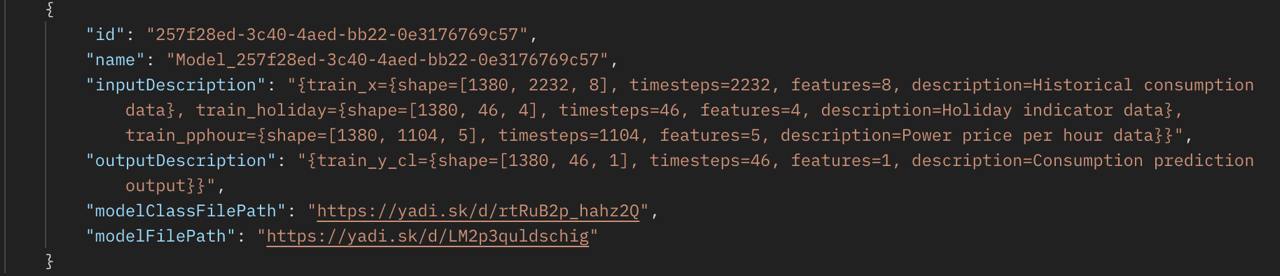 {
"id": "257f28ed-3c40-4aed-bb22-0e3176769c57",
"name": "Model_257f28ed-3c40-4aed-bb22-0e3176769c57",
"inputDescription": "{train_x={shape=[1380, 2232, 8], timesteps=2232, features=8, description=Historical consumption
data}, train_holiday={shape=[1380, 46, 4], timesteps=46, features=4, description=Holiday indicator data},
train_pphour={shape=[1380, 1104, 5], timesteps=1104, features=5, description=Power price per hour data}}",
"outputDescription": "{train_y_cl={shape=[1380, 46, 1], timesteps=46, features=1, description=Consumption prediction
output}}",
"modelClassFilePath": "https://yadi.sk/d/rtRuB2p_hahz2Q",
"modelFilePath": "https://yadi.sk/d/LM2p3quldschig"
}